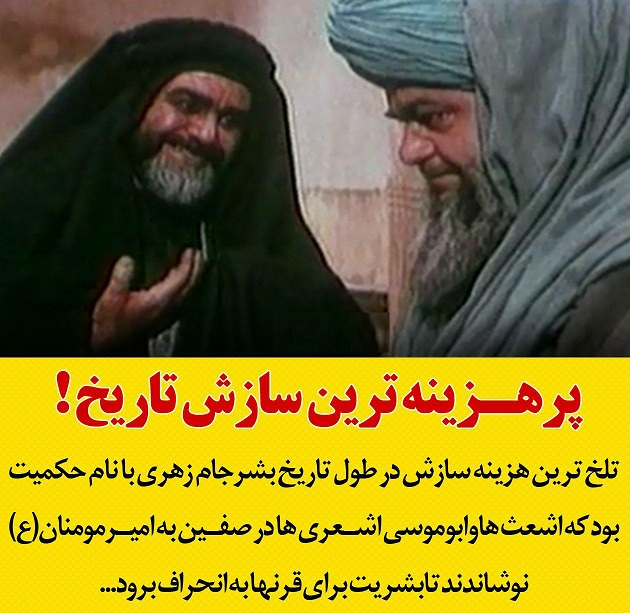 پرهزینه ترین سازش تاریخ!
تلخ ترین هزینه سازش در طول تاریخ بشر جام زهری با نام حکمیت
بود که اشعث ها و ابوموسی اشعری ها در صفین به امیر مومنان(ع)
نوشاندند تا بشریت برای قرنها به انحراف برود...